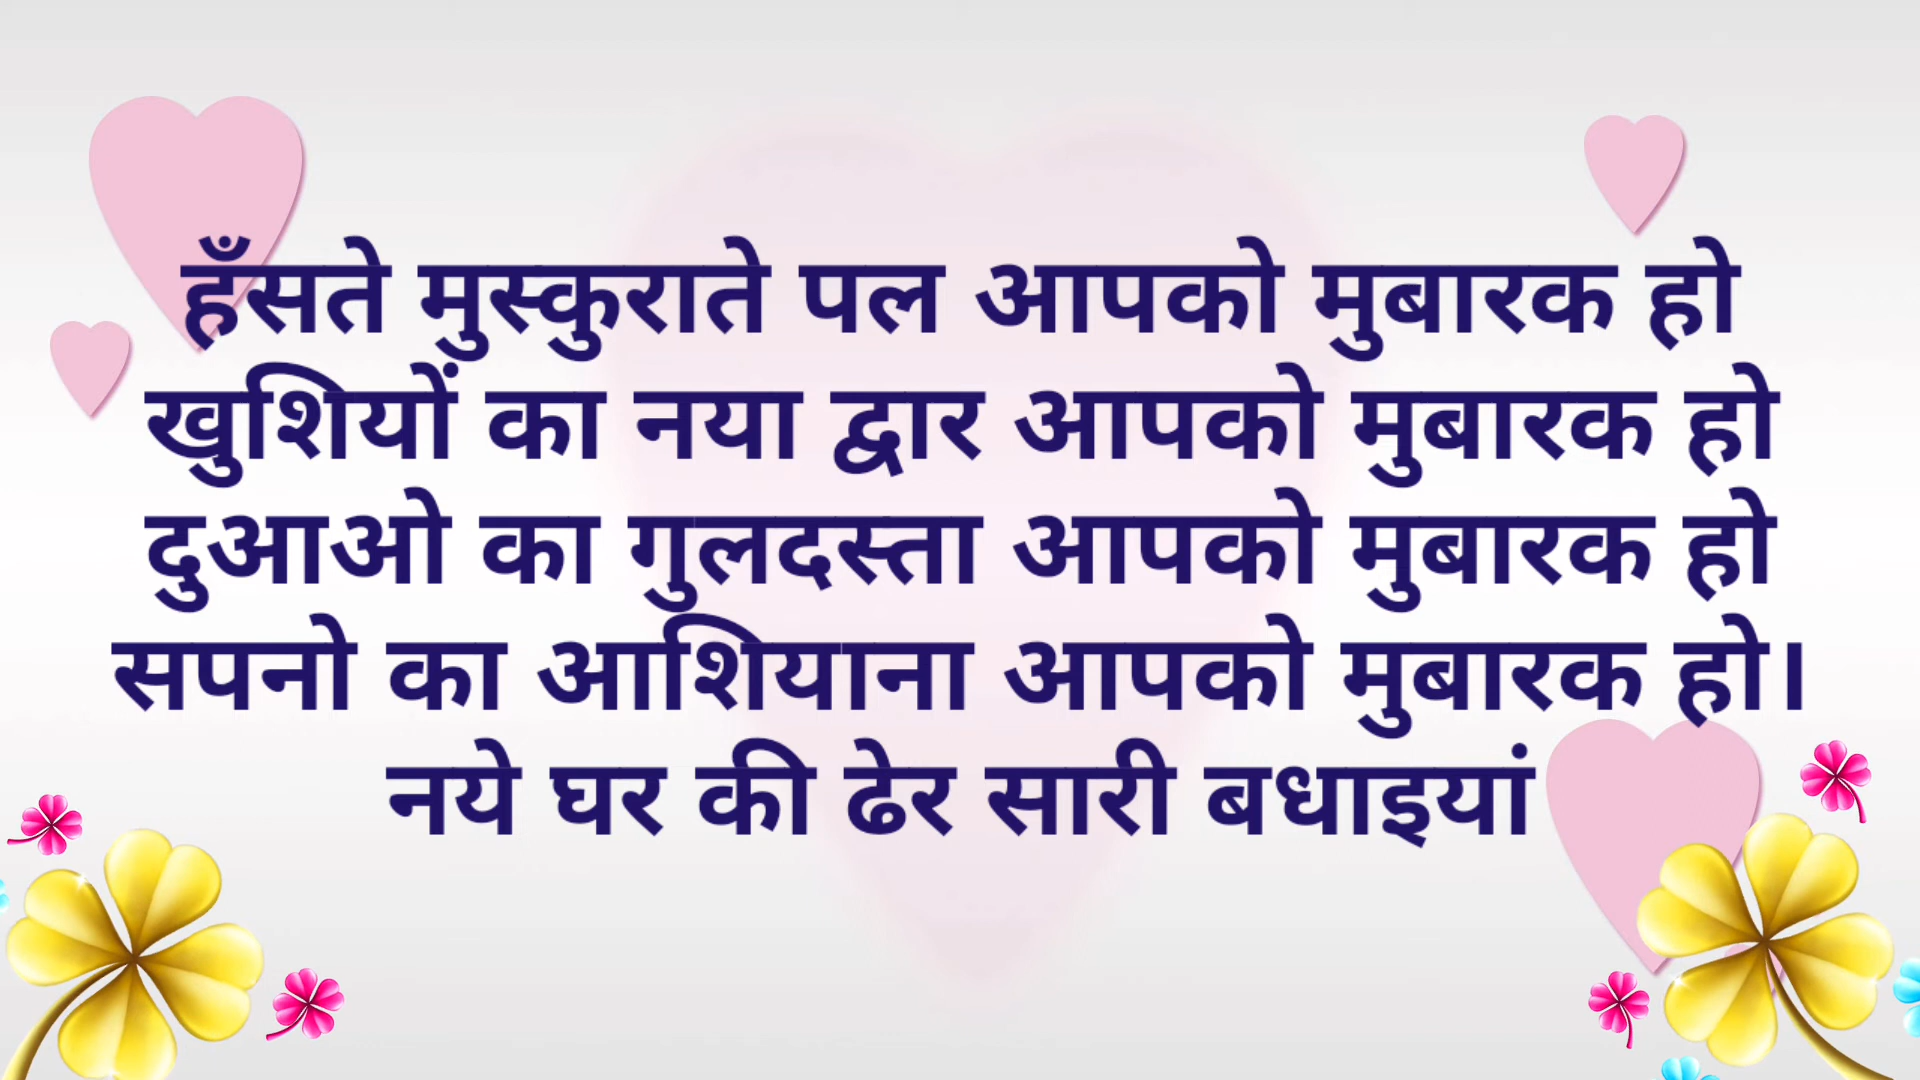 हँसते मुस्कुराते पल आपको मुबारक हो
खुशियों का नया द्वार आपको मुबारक हो
दुआओ का गुलदस्ता आपको मुबारक हो
सपनो का आशियाना आपको मुबारक हो।
नये घर की ढेर सारी बधाइयां